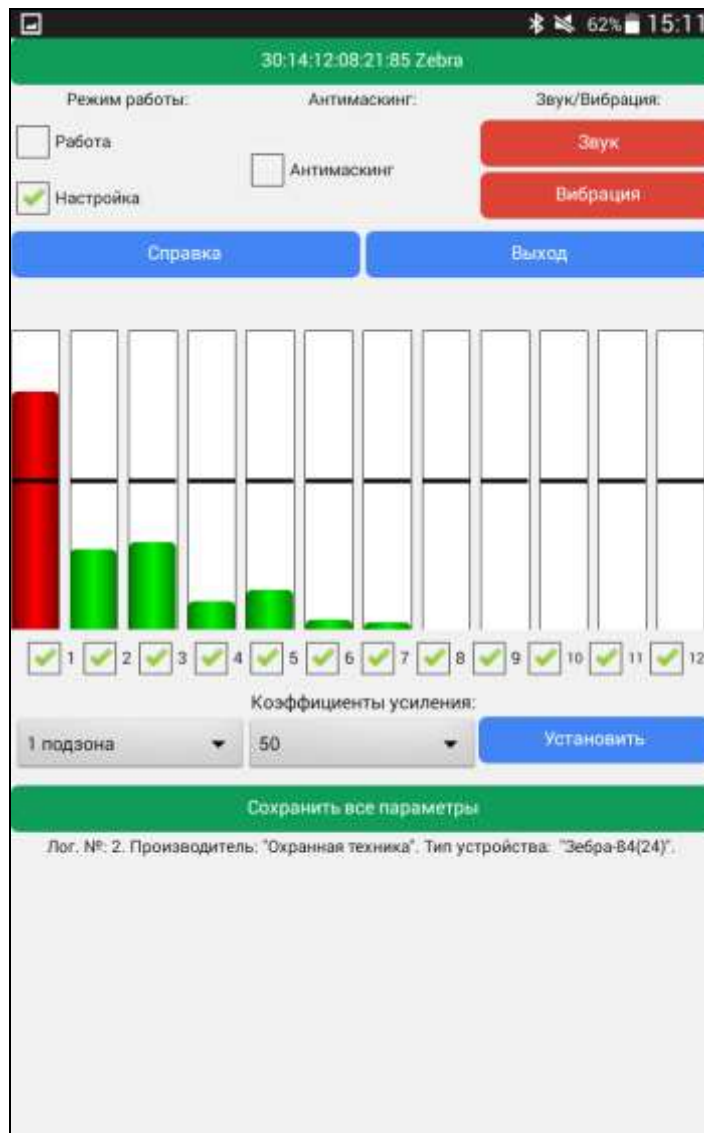 62% 15:11
30:14:12:08:21:85 Zebra
Режим работы: Антимаскинг: Звук/Вибрация:
Работа
Звук
Антимаскинг
Настройка
Вибрация
Справка Выход
1 2 3 4 5 6 7 8 9 10 11 12
Коэффициенты усиления:
1 подзона 50 Установить
Сохранить все параметры
Лог. №: 2. Производитель: "Охранная техника". Тип устройства: "Зебра-84(24)".